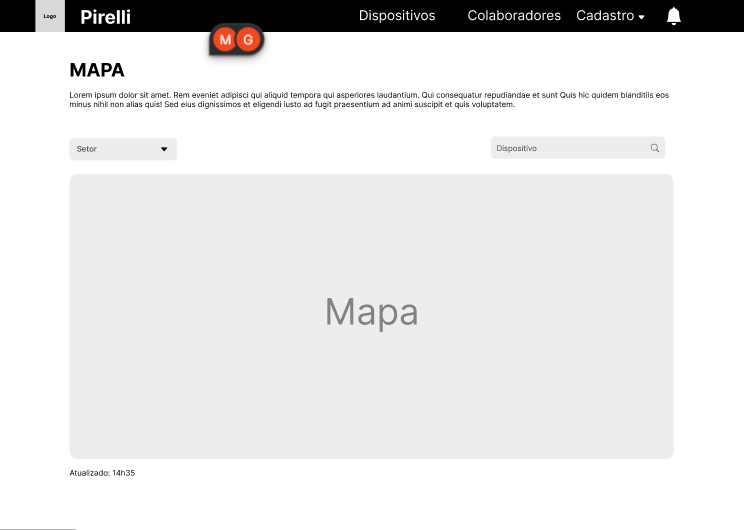 Logo
Pirelli
Dispositivos
Colaboradores
Cadastro
M G
MAPA
Lorem ipsum dolor sit amet. Rem eveniet adipisci qui aliquid tempora qui asperiores laudantium. Qui consequatur repudiandae et sunt Quis hic quidem blanditiis eos
minus nihil non alias quis! Sed eius dignissimos et eligendi iusto ad fugit praesentium ad animi suscipit et quis voluptatem.
Setor
Dispositivo
Mapa
Atualizado: 14h35